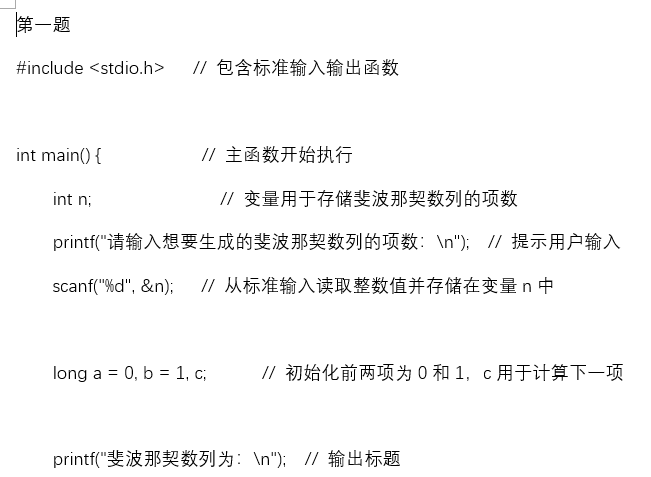 第一题
#include <stdio.h> // 包含标准输入输出函数
int main() { // 主函数开始执行
int n; // 变量用于存储斐波那契数列的项数
printf("请输入想要生成的斐波那契数列的项数：\n"); // 提示用户输入
scanf("%d", &n); // 从标准输入读取整数值并存储在变量 n 中
long a = 0, b = 1, c; // 初始化前两项为 0 和 1，c 用于计算下一项
printf("斐波那契数列为：\n"); // 输出标题